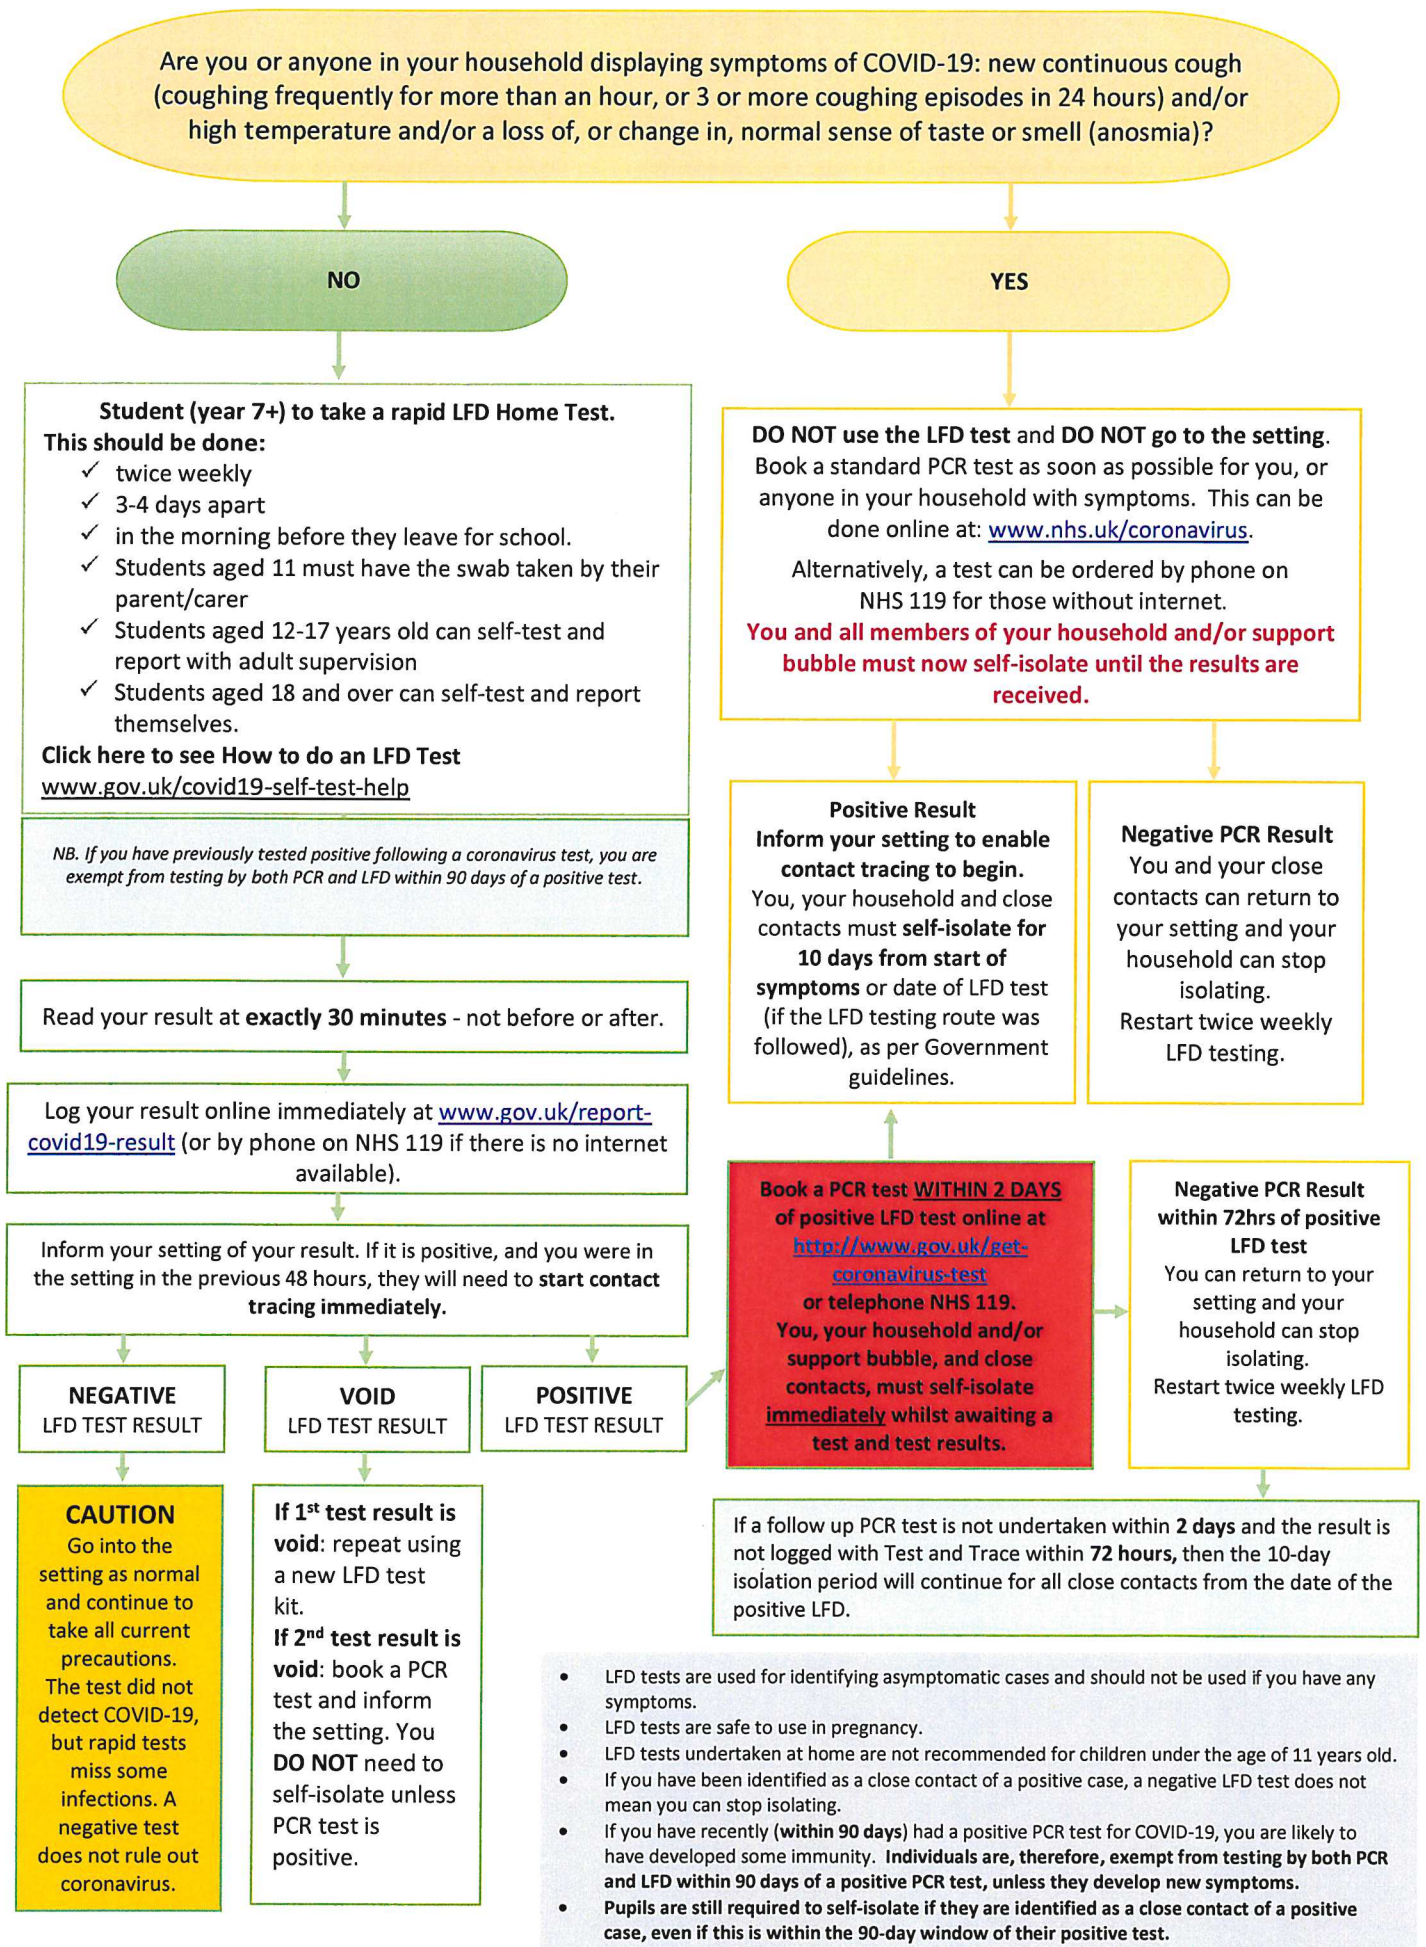 Are you or anyone in your household displaying symptoms of COVID-19: new continuous cough
(coughing frequently for more than an hour, or 3 or more coughing episodes in 24 hours) and/or
high temperature and/or a loss of, or change in, normal sense of taste or smell (anosmia)?
NO
YES
Student (year 7+) to take a rapid LFD Home Test.
This should be done:
✓ twice weekly
✓ 3-4 days apart
✓ in the morning before they leave for school.
✓ Students aged 11 must have the swab taken by their
parent/carer
✓ Students aged 12-17 years old can self-test and
report with adult supervision
✓ Students aged 18 and over can self-test and report
themselves.
Click here to see How to do an LFD Test
www.gov.uk/covid19-self-test-help
NB. If you have previously tested positive following a coronavirus test, you are
exempt from testing by both PCR and LFD within 90 days of a positive test.
Read your result at exactly 30 minutes - not before or after.
Log your result online immediately at www.gov.uk/report-
covid19-result (or by phone on NHS 119 if there is no internet
available).
Inform your setting of your result. If it is positive, and you were in
the setting in the previous 48 hours, they will need to start contact
tracing immediately.
NEGATIVE
LFD TEST RESULT
VOID
LFD TEST RESULT
POSITIVE
LFD TEST RESULT
CAUTION
Go into the
setting as normal
and continue to
take all current
precautions.
The test did not
detect COVID-19,
but rapid tests
miss some
infections. A
negative test
does not rule out
coronavirus.
If 1st test result is
void: repeat using
a new LFD test
kit.
If 2nd test result is
void: book a PCR
test and inform
the setting. You
DO NOT need to
self-isolate unless
PCR test is
positive.
DO NOT use the LFD test and DO NOT go to the setting.
Book a standard PCR test as soon as possible for you, or
anyone in your household with symptoms. This can be
done online at: www.nhs.uk/coronavirus.
Alternatively, a test can be ordered by phone on
NHS 119 for those without internet.
You and all members of your household and/or support
bubble must now self-isolate until the results are
received.
Positive Result
Inform your setting to enable
contact tracing to begin.
You, your household and close
contacts must self-isolate for
10 days from start of
symptoms or date of LFD test
(if the LFD testing route was
followed), as per Government
guidelines.
Negative PCR Result
You and your close
contacts can return to
your setting and your
household can stop
isolating.
Restart twice weekly
LFD testing.
Book a PCR test WITHIN 2 DAYS
of positive LFD test online at
http://www.gov.uk/get-
coronavirus-test
or telephone NHS 119.
You, your household and/or
support bubble, and close
contacts, must self-isolate
immediately whilst awaiting a
test and test results.
Negative PCR Result
within 72hrs of positive
LFD test
You can return to your
setting and your
household can stop
isolating.
Restart twice weekly LFD
testing.
If a follow up PCR test is not undertaken within 2 days and the result is
not logged with Test and Trace within 72 hours, then the 10-day
isolation period will continue for all close contacts from the date of the
positive LFD.
• LFD tests are used for identifying asymptomatic cases and should not be used if you have any
symptoms.
• LFD tests are safe to use in pregnancy.
• LFD tests undertaken at home are not recommended for children under the age of 11 years old.
• If you have been identified as a close contact of a positive case, a negative LFD test does not
mean you can stop isolating.
• If you have recently (within 90 days) had a positive PCR test for COVID-19, you are likely to
have developed some immunity. Individuals are, therefore, exempt from testing by both PCR
and LFD within 90 days of a positive PCR test, unless they develop new symptoms.
• Pupils are still required to self-isolate if they are identified as a close contact of a positive
case, even if this is within the 90-day window of their positive test.